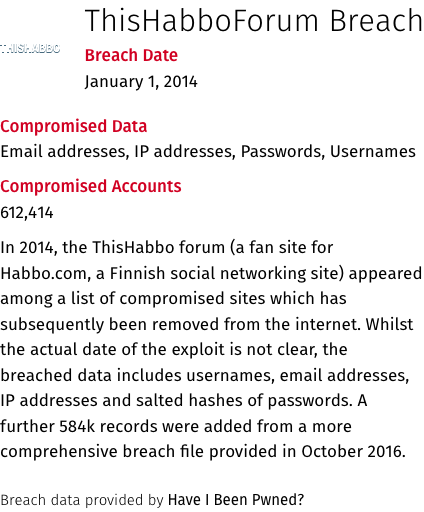 ThisHabboForum Breach
THISHABBO
Breach Date
January 1, 2014
Compromised Data
Email addresses, IP addresses, Passwords, Usernames
Compromised Accounts
612,414
In 2014, the ThisHabbo forum (a fan site for
Habbo.com, a Finnish social networking site) appeared
among a list of compromised sites which has
subsequently been removed from the internet. Whilst
the actual date of the exploit is not clear, the
breached data includes usernames, email addresses,
IP addresses and salted hashes of passwords. A
further 584k records were added from a more
comprehensive breach file provided in October 2016.
Breach data provided by Have I Been Pwned?